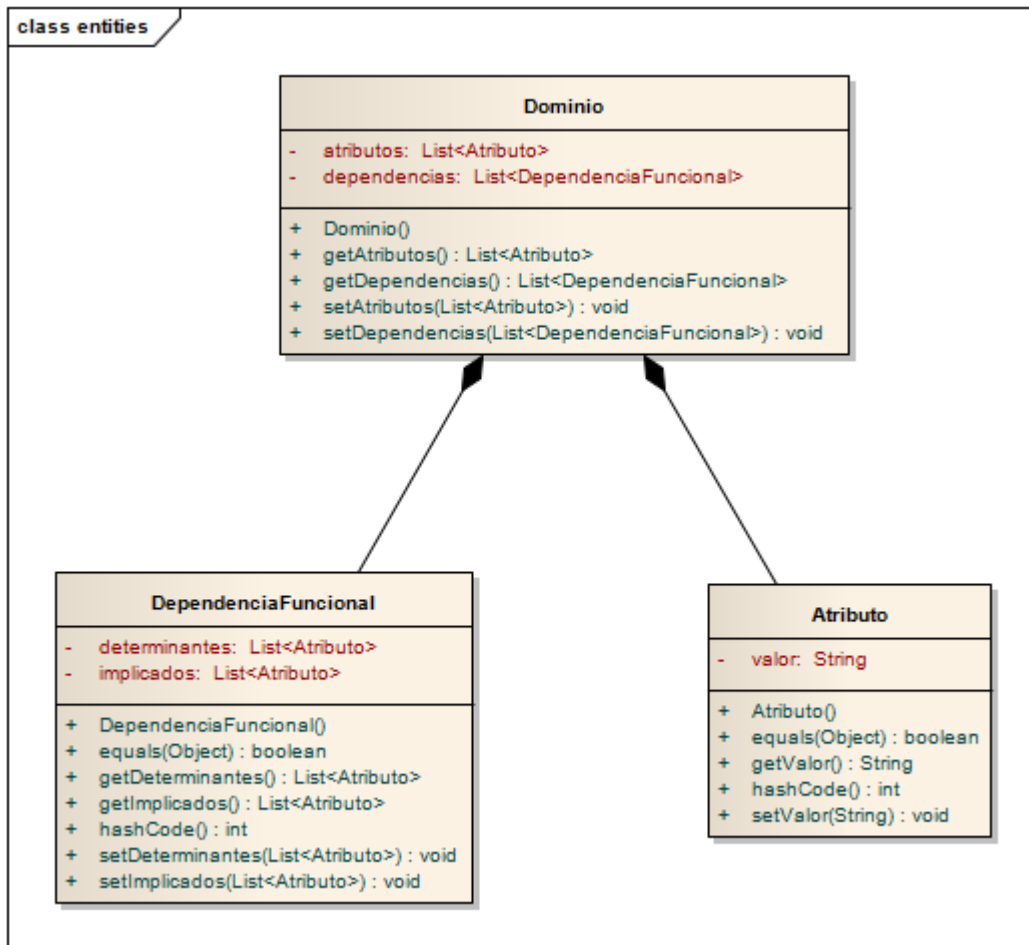 class entities
Dominio
- atributos: List<Atributo>
- dependencias: List<DependenciaFuncional>
+ Dominio()
+ getAtributos() : List<Atributo>
+ getDependencias() : List<DependenciaFuncional>
+ setAtributos(List<Atributo>) : void
+ setDependencias(List<DependenciaFuncional>) : void
DependenciaFuncional
- determinantes: List<Atributo>
- implicados: List<Atributo>
+ DependenciaFuncional()
+ equals(Object) : boolean
+ getDeterminantes() : List<Atributo>
+ getImplicados() : List<Atributo>
+ hashCode() : int
+ setDeterminantes(List<Atributo>) : void
+ setImplicados(List<Atributo>) : void
Atributo
- valor: String
+ Atributo()
+ equals(Object) : boolean
+ getValor() : String
+ hashCode() : int
+ setValor(String) : void